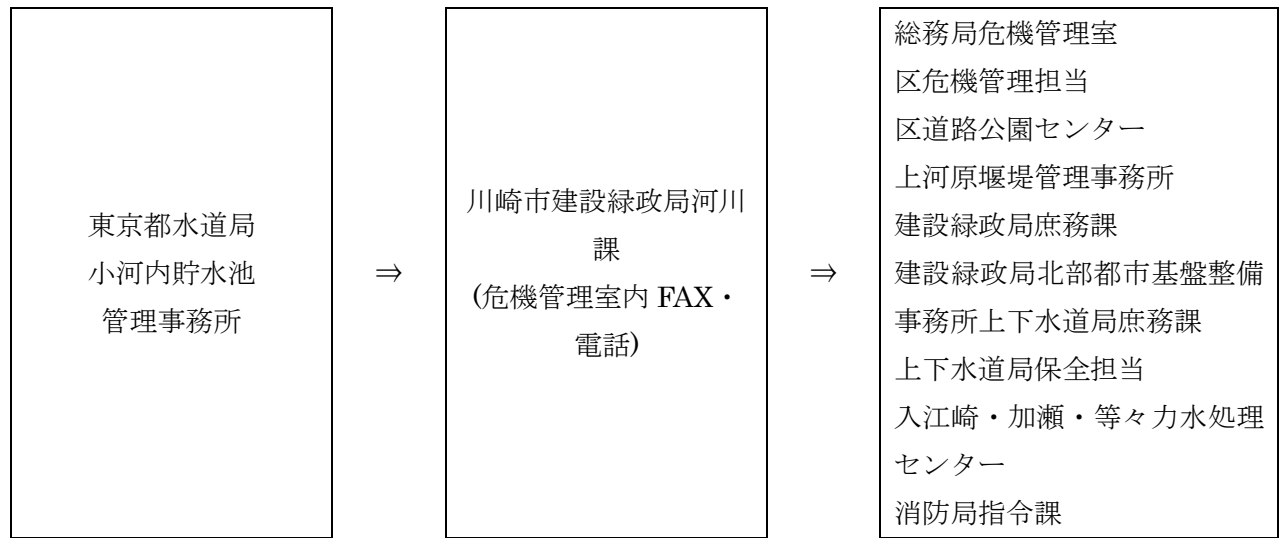 東京都水道局
小河内貯水池
管理事務所
⇒
川崎市建設緑政局河川
課
(危機管理室内 FAX・
電話)
⇒
総務局危機管理室
区危機管理担当
区道路公園センター
上河原堰堤管理事務所
建設緑政局庶務課
建設緑政局北部都市基盤整備
事務所上下水道局庶務課
上下水道局保全担当
入江崎・加瀬・等々力水処理
センター
消防局指令課